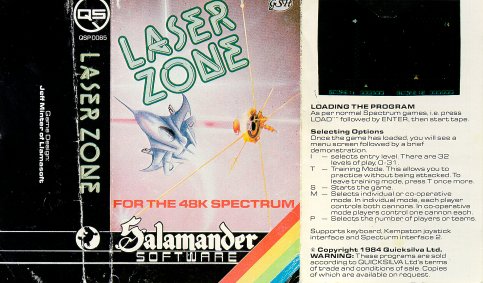 QS
QSP 0085
LASER ZONE
Game Design:
Jeff Minter of Llamasoft
GSH
LASER
ZONE
FOR THE 48K SPECTRUM
Salamander
SOFTWARE
LOADING THE PROGRAM
As per normal Spectrum games, i.e. press
LOAD"" followed by ENTER, then start tape.
Selecting Options
Once the game has loaded, you will see a
menu screen followed by a brief
demonstration.
I — selects entry level. There are 32
levels of play, 0-31.
T — Training Mode. This allows you to
practice without being attacked. To
leave training mode, press T once more.
S — Starts the game.
M — Selects individual or co-operative
mode. In individual mode, each player
controls both cannons. In co-operative
mode players control one cannon each.
P — Selects the number of players or teams.
Supports keyboard, Kempston joystick
interface and Specturm interface 2.
© Copyright 1984 Quicksilva Ltd.
WARNING: These programs are sold
according to QUICKSILVA Ltd's terms
of trade and conditions of sale. Copies
of which are available on request.